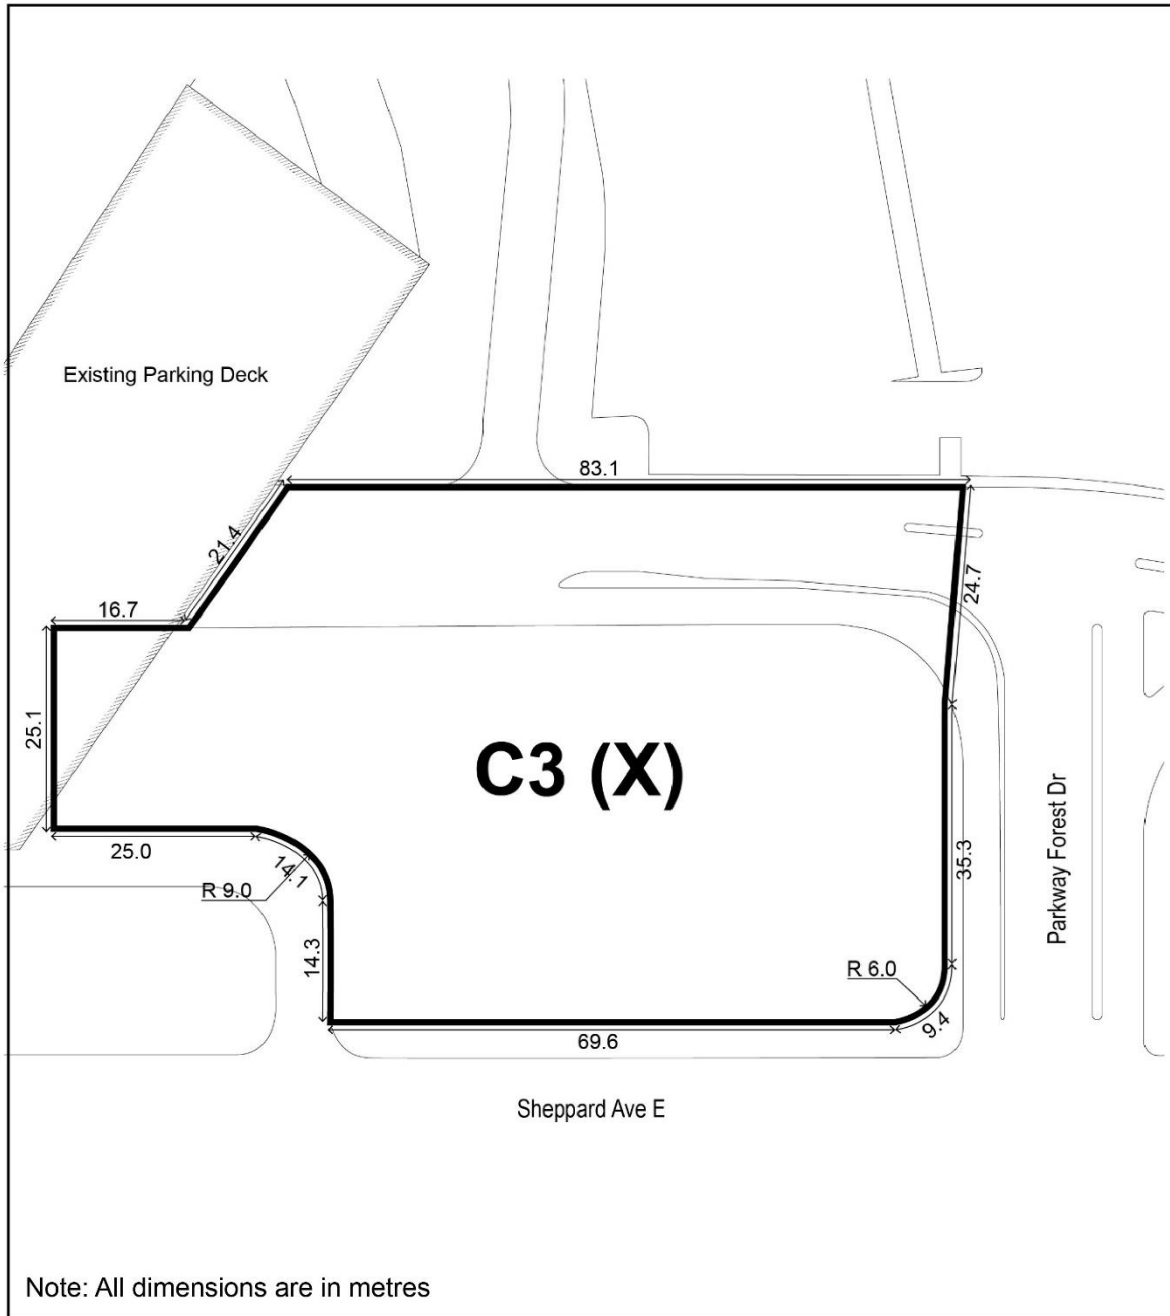 Existing Parking Deck
83.1
21.4
24.7
16.7
25.1
C3 (X)
Parkway Forest Dr
25.0
14.1
35.3
R 9.0
14.3
R 6.0
9.4
69.6
Sheppard Ave E
Note: All dimensions are in metres